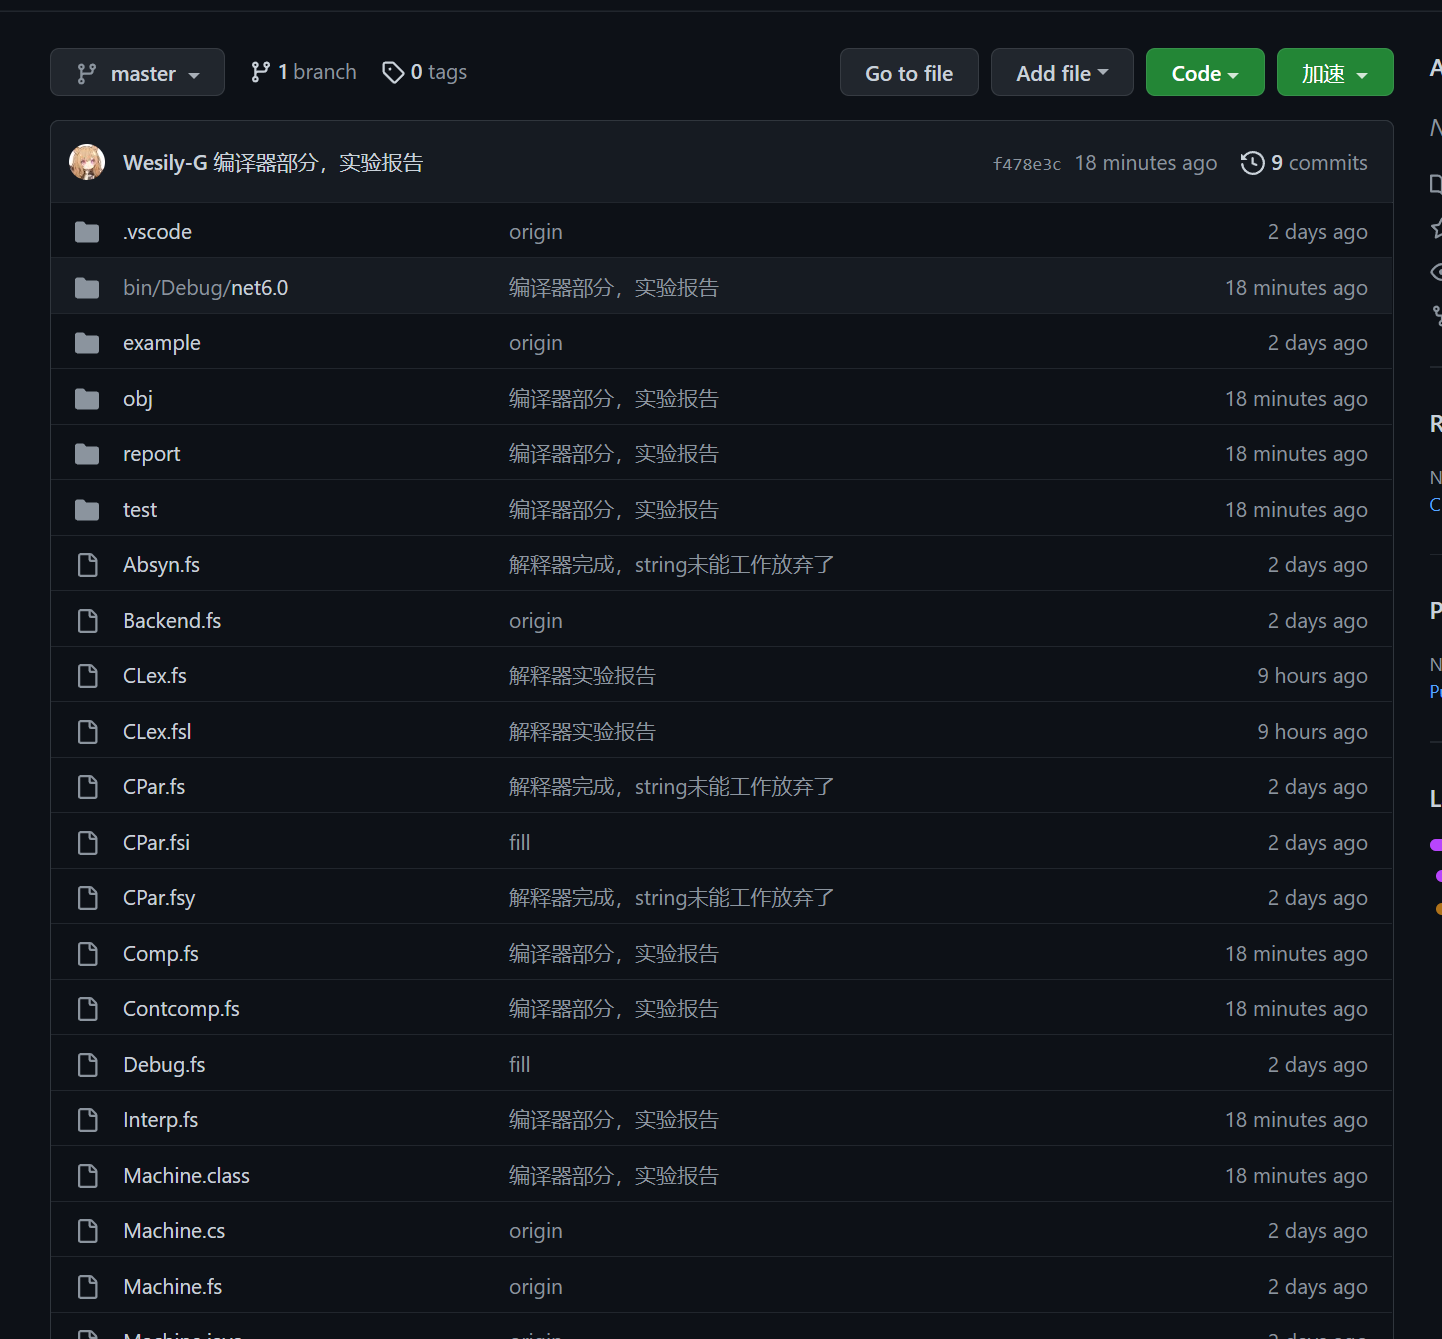 master 1 branch 0 tags Go to file Add file Code 加速
Wesily-G 编译器部分，实验报告 f478e3c 18 minutes ago 9 commits
.vscode origin 2 days ago
bin/Debug/net6.0 编译器部分，实验报告 18 minutes ago
example origin 2 days ago
obj 编译器部分，实验报告 18 minutes ago
report 编译器部分，实验报告 18 minutes ago
test 编译器部分，实验报告 18 minutes ago
Absyn.fs 解释器完成，string未能工作放弃了 2 days ago
Backend.fs origin 2 days ago
CLex.fs 解释器实验报告 9 hours ago
CLex.fsl 解释器实验报告 9 hours ago
CPar.fs 解释器完成，string未能工作放弃了 2 days ago
CPar.fsi fill 2 days ago
CPar.fsy 解释器完成，string未能工作放弃了 2 days ago
Comp.fs 编译器部分，实验报告 18 minutes ago
Contcomp.fs 编译器部分，实验报告 18 minutes ago
Debug.fs fill 2 days ago
Interp.fs 编译器部分，实验报告 18 minutes ago
Machine.class 编译器部分，实验报告 18 minutes ago
Machine.cs origin 2 days ago
Machine.fs origin 2 days ago